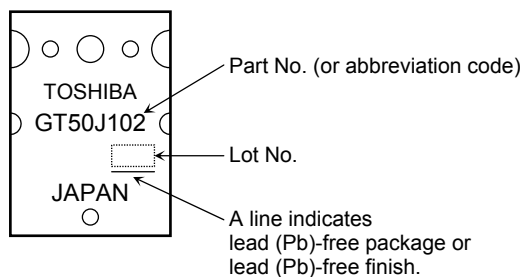 TOSHIBA
GT50J102
JAPAN
Part No. (or abbreviation code)
Lot No.
A line indicates
lead (Pb)-free package or
lead (Pb)-free finish.